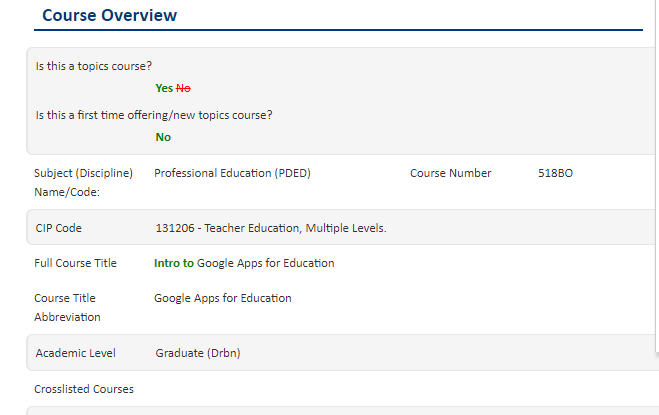 Course Overview
Is this a topics course?
Yes No
Is this a first time offering/new topics course?
No
Subject (Discipline) Professional Education (PDED) Course Number 518BO
Name/Code:
CIP Code 131206 - Teacher Education, Multiple Levels.
Full Course Title Intro to Google Apps for Education
Course Title Google Apps for Education
Abbreviation
Academic Level Graduate (Drbn)
Crosslisted Courses